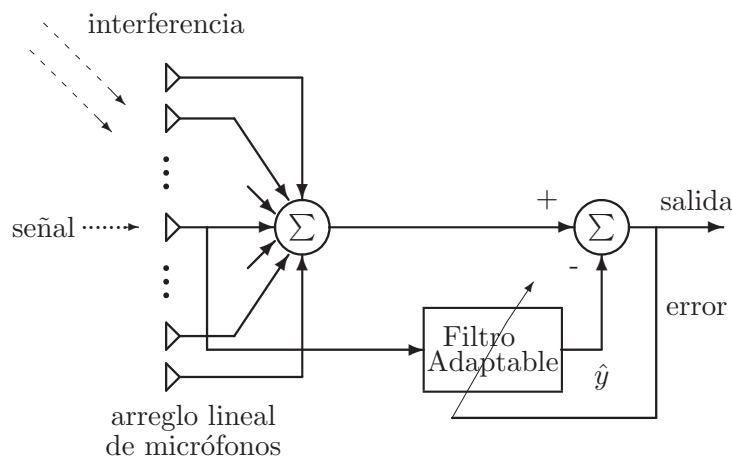 interferencia
señal
Σ
+
Σ
salida
-
error
Filtro
Adaptable
ŷ
arreglo lineal
de micrófonos